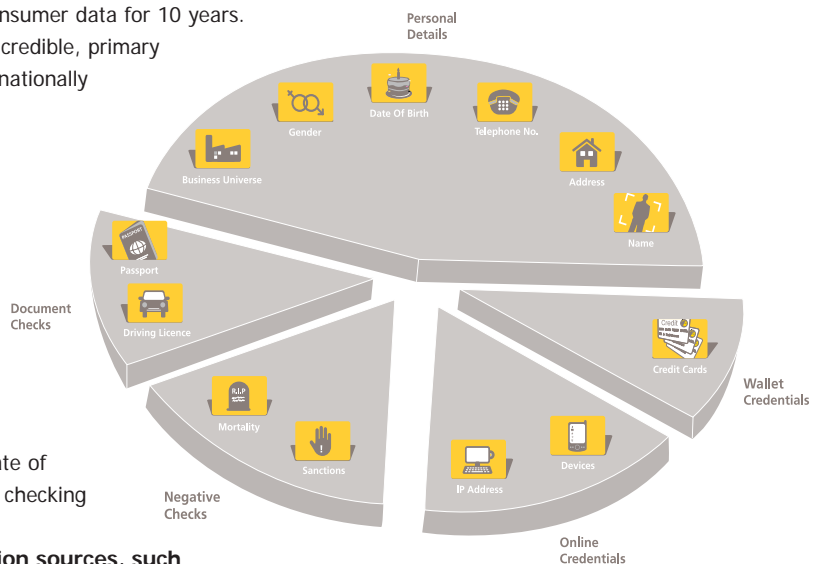 nsumer data for 10 years.
credible, primary
nationally
Personal
Details
Date Of Birth
Gender
Telephone No.
Business Universe
Address
Name
PASSPORT
Passport
Driving Licence
Document
Checks
Credit
Credit Cards
Wallet
Credentials
R.I.P
Mortality
Sanctions
Devices
IP Address
Negative
Checks
Online
Credentials
te of
checking
ion sources, such